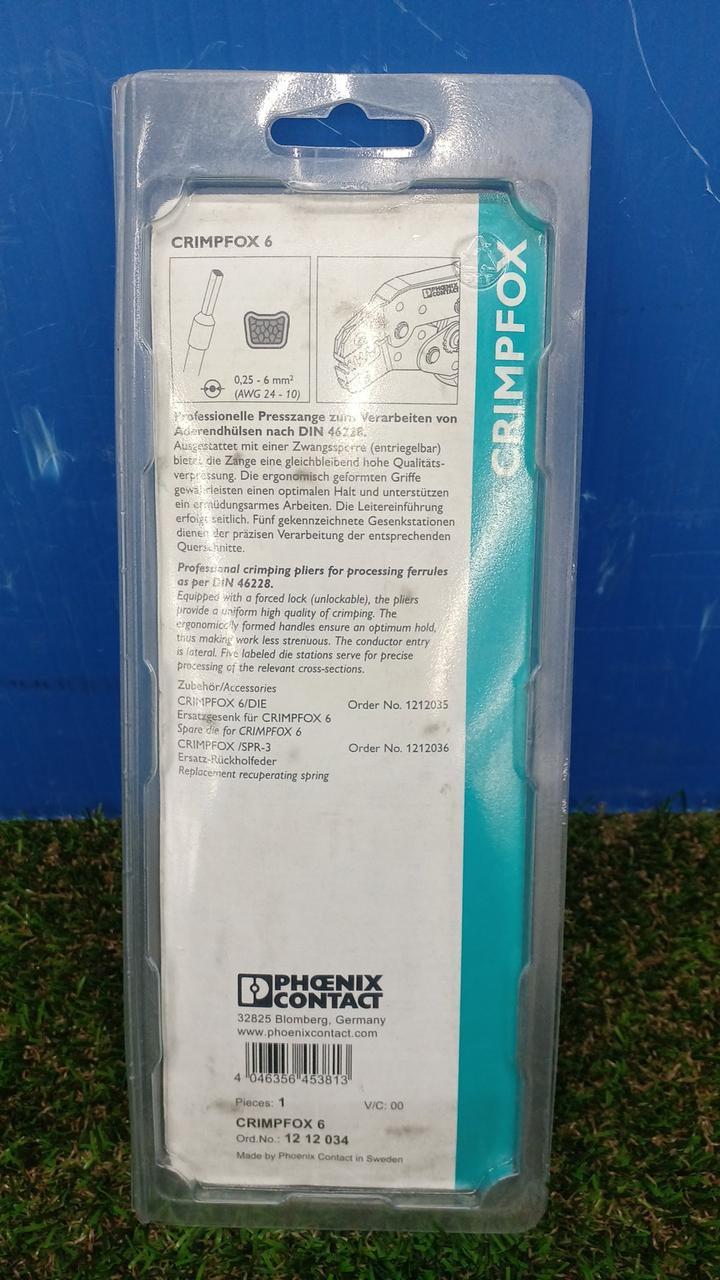 CRIMPFOX 6
CRIMPFOX
PHŒNIX
CONTACT
0,25 - 6 mm²
(AWG 24 - 10)
Professionelle Presszange zum Verarbeiten von
Aderendhülsen nach DIN 46228.
Ausgestattet mit einer Zwangssperre (entriegelbar)
bietet die Zange eine gleichbleibend hohe Qualitäts-
verpressung. Die ergonomisch geformten Griffe
gewährleisten einen optimalen Halt und unterstützen
ein ermüdungsarmes Arbeiten. Die Leitereinführung
erfolgt seitlich. Fünf gekennzeichnete Gesenkstationen
dienen der präzisen Verarbeitung der entsprechenden
Querschnitte.
Professional crimping pliers for processing ferrules
as per DIN 46228.
Equipped with a forced lock (unlockable), the pliers
provide a uniform high quality of crimping. The
ergonomically formed handles ensure an optimum hold,
thus making work less strenuous. The conductor entry
is lateral. Five labeled die stations serve for precise
processing of the relevant cross-sections.
Zubehör/Accessories
CRIMPFOX 6/DIE Order No. 1212035
Ersatzgesenk für CRIMPFOX 6
Spare die for CRIMPFOX 6
CRIMPFOX /SPR-3 Order No. 1212036
Ersatz-Rückholfeder
Replacement recuperating spring
PHŒNIX
CONTACT
32825 Blomberg, Germany
www.phoenixcontact.com
4 046356 453813
Pieces: 1 V/C: 00
CRIMPFOX 6
Ord.No.: 12 12 034
Made by Phoenix Contact in Sweden